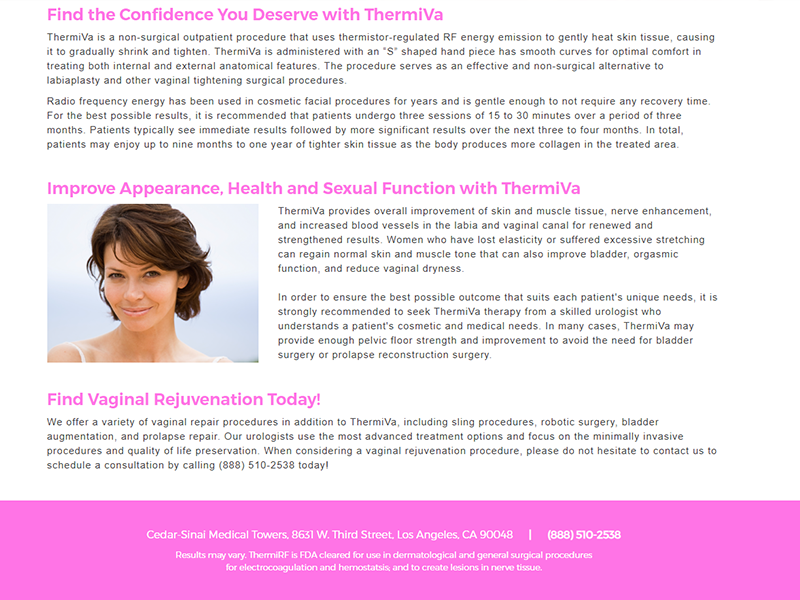 Find the Confidence You Deserve with ThermiVa
ThermiVa is a non-surgical outpatient procedure that uses thermistor-regulated RF energy emission to gently heat skin tissue, causing
it to gradually shrink and tighten. ThermiVa is administered with an "S" shaped hand piece has smooth curves for optimal comfort in
treating both internal and external anatomical features. The procedure serves as an effective and non-surgical alternative to
labiaplasty and other vaginal tightening surgical procedures.
Radio frequency energy has been used in cosmetic facial procedures for years and is gentle enough to not require any recovery time.
For the best possible results, it is recommended that patients undergo three sessions of 15 to 30 minutes over a period of three
months. Patients typically see immediate results followed by more significant results over the next three to four months. In total,
patients may enjoy up to nine months to one year of tighter skin tissue as the body produces more collagen in the treated area.
Improve Appearance, Health and Sexual Function with ThermiVa
ThermiVa provides overall improvement of skin and muscle tissue, nerve enhancement,
and increased blood vessels in the labia and vaginal canal for renewed and
strengthened results. Women who have lost elasticity or suffered excessive stretching
can regain normal skin and muscle tone that can also improve bladder, orgasmic
function, and reduce vaginal dryness.
In order to ensure the best possible outcome that suits each patient's unique needs, it is
strongly recommended to seek ThermiVa therapy from a skilled urologist who
understands a patient's cosmetic and medical needs. In many cases, ThermiVa may
provide enough pelvic floor strength and improvement to avoid the need for bladder
surgery or prolapse reconstruction surgery.
Find Vaginal Rejuvenation Today!
We offer a variety of vaginal repair procedures in addition to ThermiVa, including sling procedures, robotic surgery, bladder
augmentation, and prolapse repair. Our urologists use the most advanced treatment options and focus on the minimally invasive
procedures and quality of life preservation. When considering a vaginal rejuvenation procedure, please do not hesitate to contact us to
schedule a consultation by calling (888) 510-2538 today!
Cedar-Sinai Medical Towers, 8631 W. Third Street, Los Angeles, CA 90048 | (888) 510-2538
Results may vary. ThermiRF is FDA cleared for use in dermatological and general surgical procedures
for electrocoagulation and hemostatsis; and to create lesions in nerve tissue.